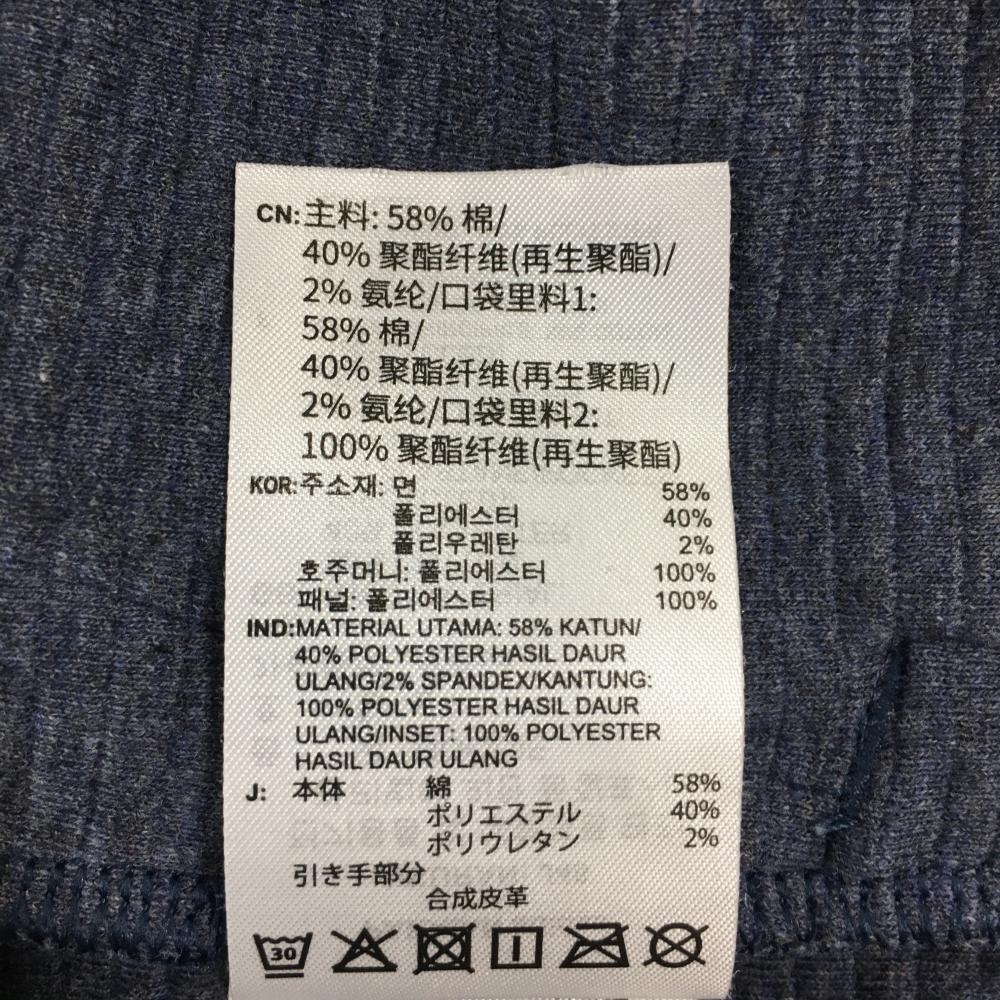 CN:主料: 58% 棉/
40% 聚酯纤维(再生聚酯)/
2% 氨纶/口袋里料1:
58% 棉/
40% 聚酯纤维(再生聚酯)/
2% 氨纶/口袋里料2:
100% 聚酯纤维(再生聚酯)
KOR:주소재: 면 58%
폴리에스터 40%
폴리우레탄 2%
호주머니: 폴리에스터 100%
패널: 폴리에스터 100%
IND:MATERIAL UTAMA: 58% KATUN/
40% POLYESTER HASIL DAUR
ULANG/2% SPANDEX/KANTUNG:
100% POLYESTER HASIL DAUR
ULANG/INSET: 100% POLYESTER
HASIL DAUR ULANG
J: 本体 綿 58%
ポリエステル 40%
ポリウレタン 2%
引き手部分
合成皮革
30